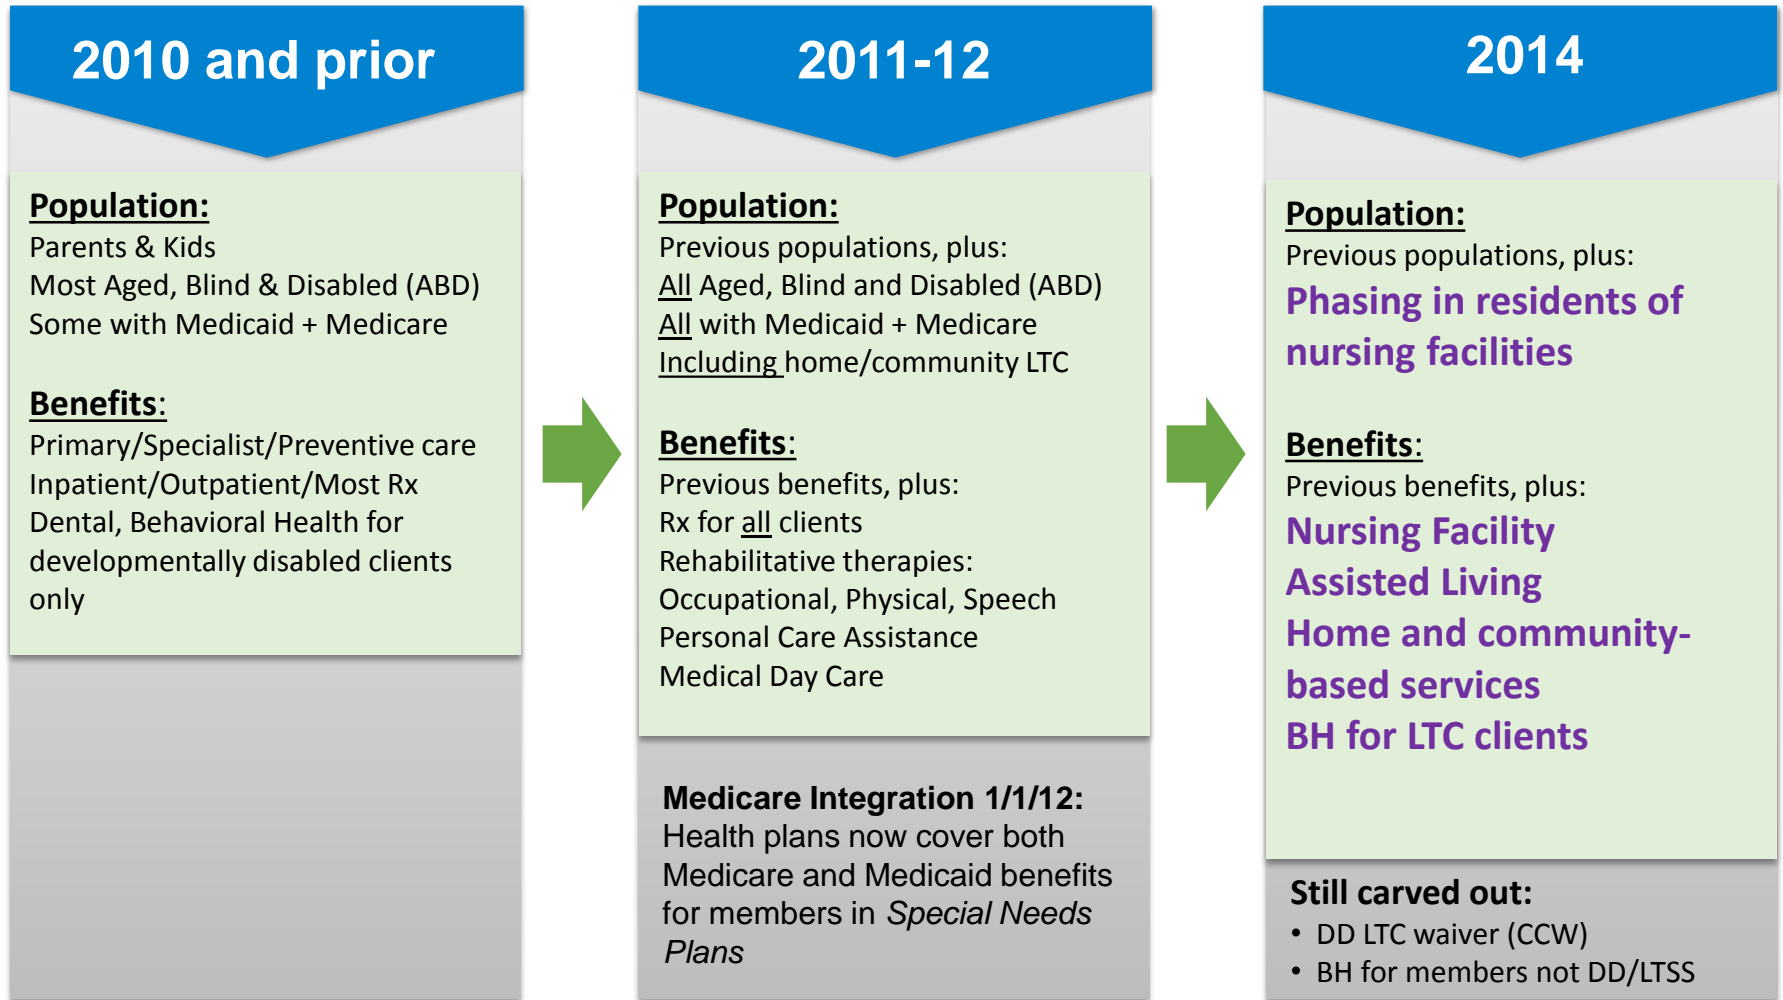 2010 and prior
Population:
Parents & Kids
Most Aged, Blind & Disabled (ABD)
Some with Medicaid + Medicare
Benefits:
Primary/Specialist/Preventive care
Inpatient/Outpatient/Most Rx
Dental, Behavioral Health for
developmentally disabled clients
only
2011-12
Population:
Previous populations, plus:
All Aged, Blind and Disabled (ABD)
All with Medicaid + Medicare
Including home/community LTC
Benefits:
Previous benefits, plus:
Rx for all clients
Rehabilitative therapies:
Occupational, Physical, Speech
Personal Care Assistance
Medical Day Care
Medicare Integration 1/1/12:
Health plans now cover both
Medicare and Medicaid benefits
for members in Special Needs
Plans
2014
Population:
Previous populations, plus:
Phasing in residents of
nursing facilities
Benefits:
Previous benefits, plus:
Nursing Facility
Assisted Living
Home and community-
based services
BH for LTC clients
Still carved out:
• DD LTC waiver (CCW)
• BH for members not DD/LTSS